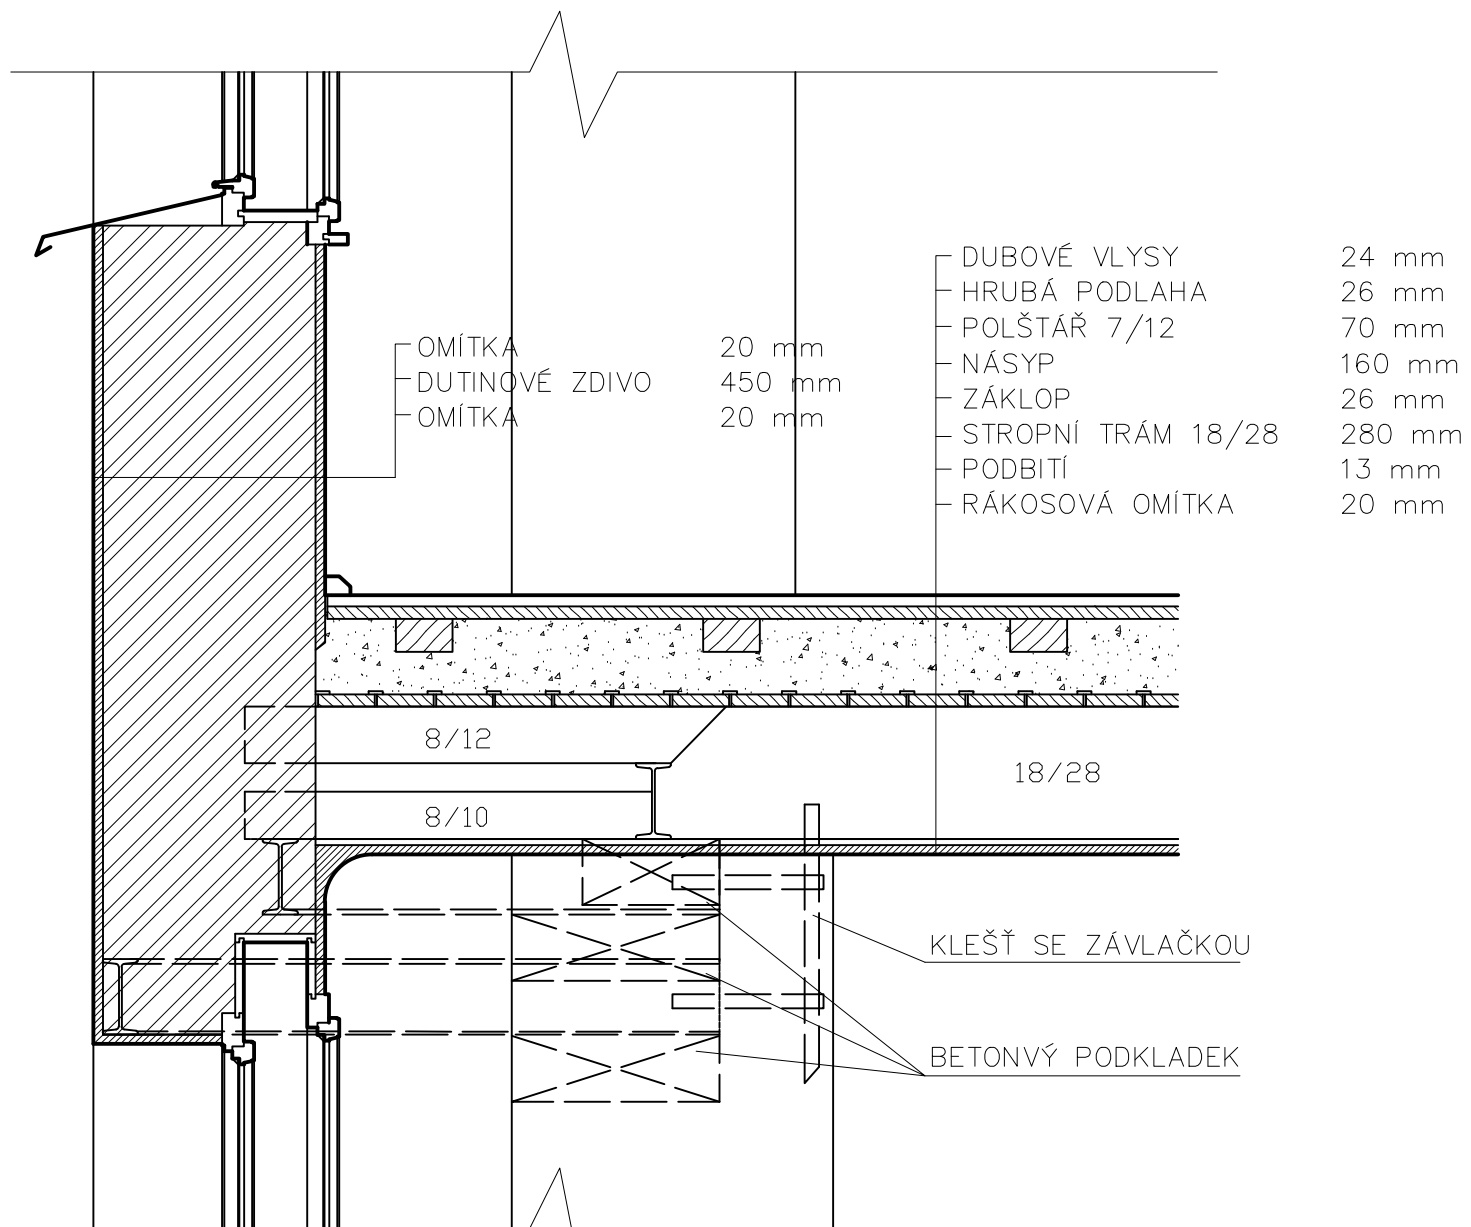 DUBOVÉ VLYSY 24 mm
HRUBÁ PODLAHA 26 mm
POLŠTÁŘ 7/12 70 mm
NÁSYP 160 mm
ZÁKLOP 26 mm
STROPNÍ TRÁM 18/28 280 mm
PODBITÍ 13 mm
RÁKOSOVÁ OMÍTKA 20 mm
OMÍTKA 20 mm
DUTINOVÉ ZDIVO 450 mm
OMÍTKA 20 mm
8/12
18/28
8/10
KLEŠŤ SE ZÁVLAČKOU
BETONVÝ PODKLADEK